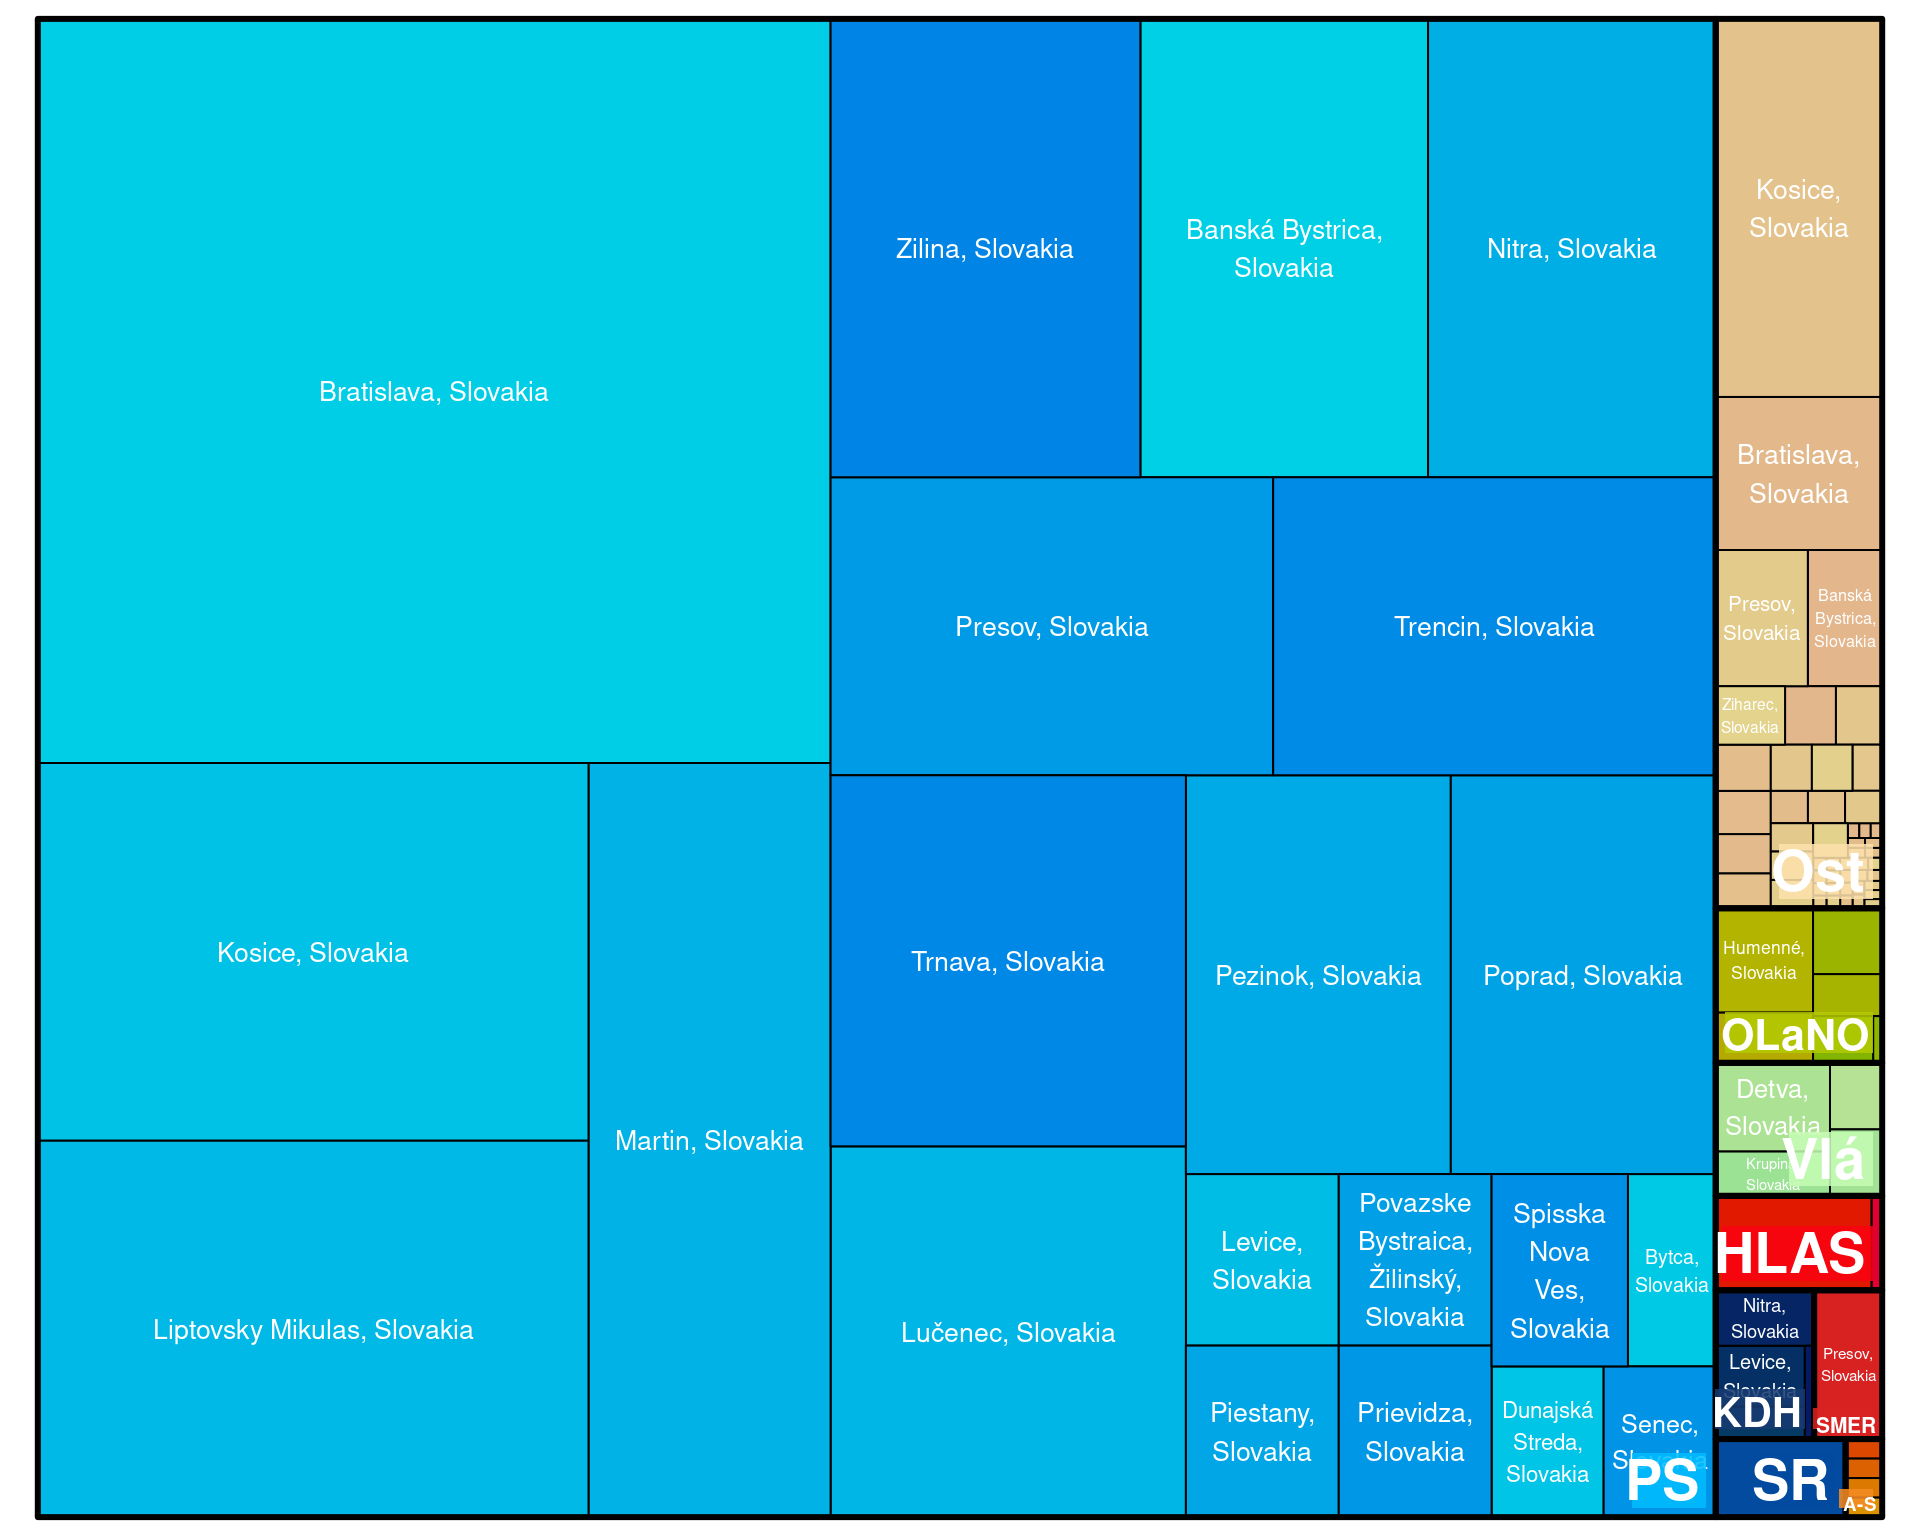 Bratislava, Slovakia
Zilina, Slovakia
Banská Bystrica,
Slovakia
Nitra, Slovakia
Presov, Slovakia
Trencin, Slovakia
Kosice, Slovakia
Liptovsky Mikulas, Slovakia
Martin, Slovakia
Trnava, Slovakia
Lučenec, Slovakia
Pezinok, Slovakia
Poprad, Slovakia
Levice,
Slovakia
Povazske
Bystraica,
Žilinský,
Slovakia
Spisska
Nova
Ves,
Slovakia
Bytca,
Slovakia
Piestany,
Slovakia
Prievidza,
Slovakia
Dunajská
Streda,
Slovakia
Senec,
Slovakia
PS
Kosice,
Slovakia
Bratislava,
Slovakia
Presov,
Slovakia
Banská
Bystrica,
Slovakia
Ziharec,
Slovakia
Ost
Humenné,
Slovakia
OLaNO
Detva,
Slovakia
Slovakia
Vlá
HLAS
Nitra,
Slovakia
Levice,
Slovakia
KDH
Presov,
Slovakia
SMER
SR
A-S